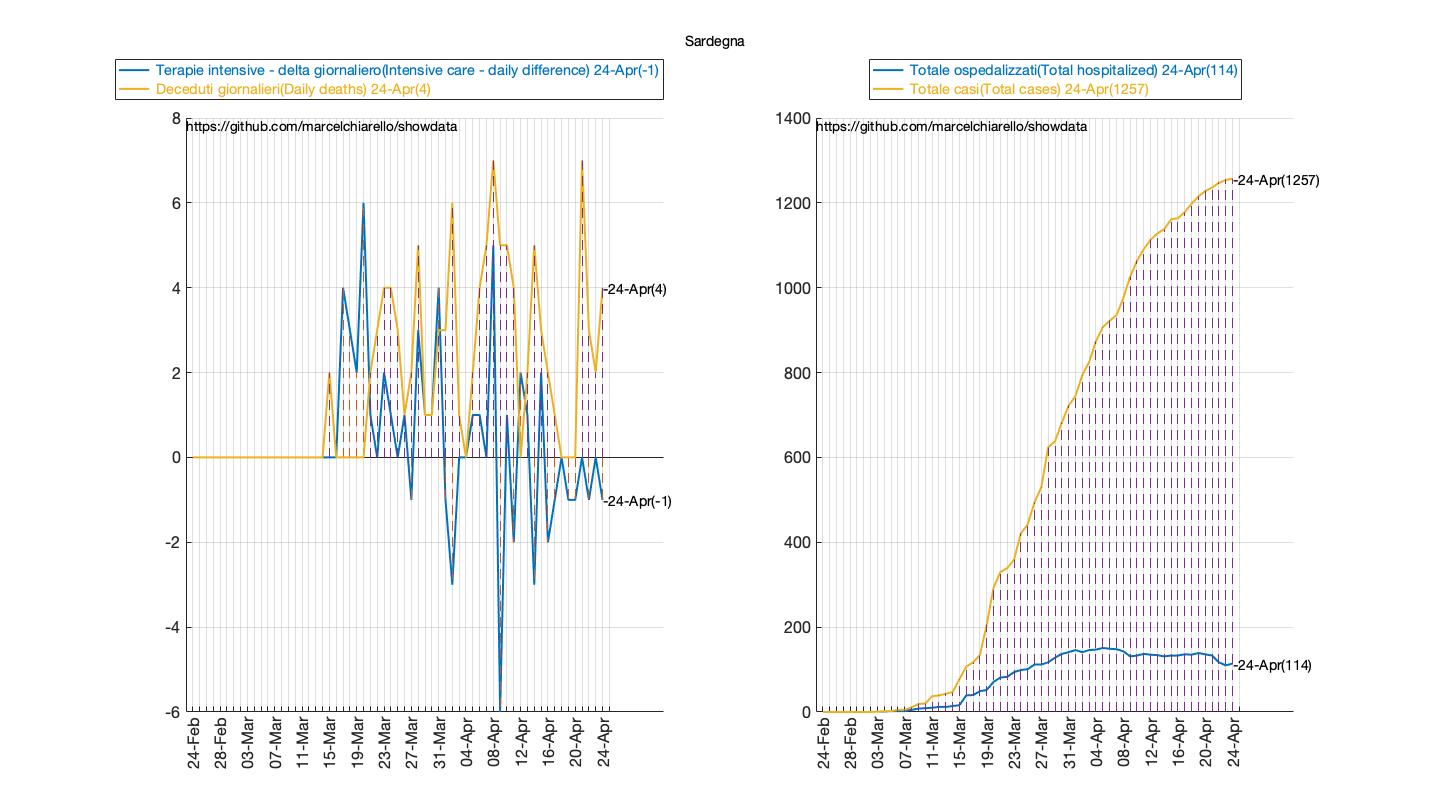 Sardegna
Terapie intensive - delta giornaliero(Intensive care - daily difference) 24-Apr(-1)
Deceduti giornalieri(Daily deaths) 24-Apr(4)
https://github.com/marcelchiarello/showdata
8
6
4
2
0
-2
-4
-6
-24-Apr(4)
-24-Apr(-1)
24-Feb
28-Feb
03-Mar
07-Mar
11-Mar
15-Mar
19-Mar
23-Mar
27-Mar
31-Mar
04-Apr
08-Apr
12-Apr
16-Apr
20-Apr
24-Apr
Totale ospedalizzati(Total hospitalized) 24-Apr(114)
Totale casi(Total cases) 24-Apr(1257)
https://github.com/marcelchiarello/showdata
1400
1200
1000
800
600
400
200
0
-24-Apr(1257)
-24-Apr(114)
24-Feb
28-Feb
03-Mar
07-Mar
11-Mar
15-Mar
19-Mar
23-Mar
27-Mar
31-Mar
04-Apr
08-Apr
12-Apr
16-Apr
20-Apr
24-Apr